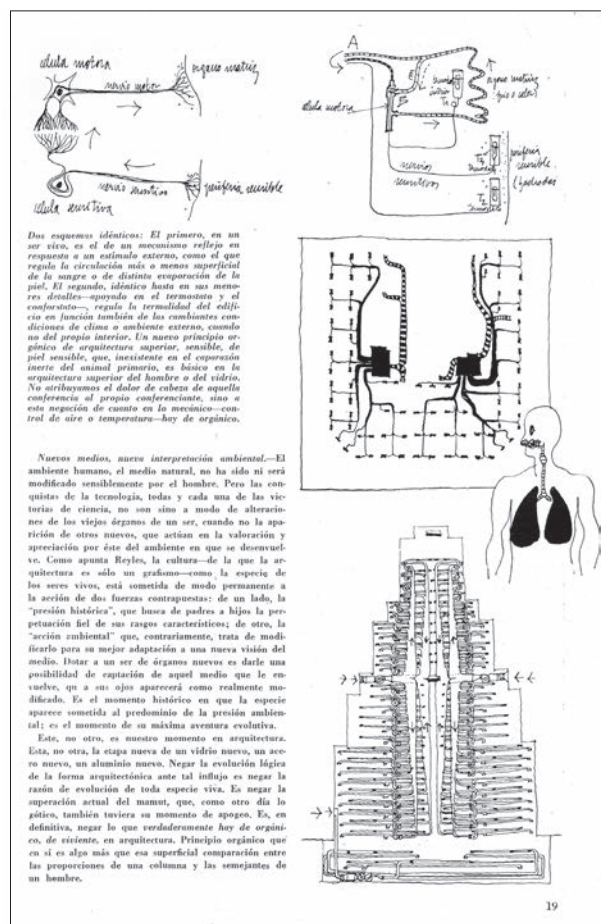 célula motora
nervio motor
órgano motriz
nervio sensitivo
periferia sensible
célula sensitiva
A
célula motora
órgano motriz
nervios
sensitivos
periferia
sensible
Dos esquemas idénticos: El primero, en un
ser vivo, es el de un mecanismo reflejo en
respuesta a un estímulo externo, como el que
regula la circulación más o menos superficial
de la sangre o de distinta evaporación de la
piel. El segundo, idéntico hasta en sus meno-
res detalles—apoyado en el termostato y el
confortstato—, regula la termalidad del edifi-
cio en función también de las cambiantes con-
diciones de clima o ambiente externo, cuando
no del propio interior. Un nuevo principio or-
gánico de arquitectura superior, sensible, de
piel sensible, que, inexistente en el caparazón
inerte del animal primario, es básico en la
arquitectura superior del hombre o del vidrio.
No atribuyamos el dolor de cabeza de aquella
conferencia al propio conferenciante, sino a
esta negación de cuento en lo mecánico—con-
trol de aire o temperatura—hay de orgánico.
Nuevos medios, nueva interpretación ambiental.—El
ambiente humano, el medio natural, no ha sido ni será
modificado sensiblemente por el hombre. Pero las con-
quistas de la tecnología, todas y cada una de las vic-
torias de ciencia, no son sino a modo de alteracio-
nes de los viejos órganos de un ser, cuando no la apa-
rición de otros nuevos, que actúan en la valoración y
apreciación por éste del ambiente en que se desenvuel-
ve. Como apunta Reyles, la cultura—de la que la ar-
quitectura es sólo un grafismo—como la especie de
los seres vivos, está sometida de modo permanente a
la acción de dos fuerzas contrapuestas: de un lado, la
"presión histórica", que busca de padres a hijos la per-
petuación fiel de sus rasgos característicos; de otro, la
"acción ambiental" que, contrariamente, trata de modi-
ficarlo para su mejor adaptación a una nueva visión del
medio. Dotar a un ser de órganos nuevos es darle una
posibilidad de captación de aquel medio que le en-
vuelve, qu a sus ojos aparecerá como realmente mo-
dificado. Es el momento histórico en que la especie
aparece sometida al predominio de la presión ambien-
tal; es el momento de su máxima aventura evolutiva.
Este, no otro, es nuestro momento en arquitectura.
Esta, no otra, la etapa nueva de un vidrio nuevo, un ace-
ro nuevo, un aluminio nuevo. Negar la evolución lógica
de la forma arquitectónica ante tal influjo es negar la
razón de evolución de toda especie viva. Es negar la
superación actual del mamut, que, como otro día lo
gótico, también tuviera su momento de apogeo. Es, en
definitiva, negar lo que verdaderamente hay de orgáni-
co, de viviente, en arquitectura. Principio orgánico que
en sí es algo más que esa superficial comparación entre
las proporciones de una columna y las semejantes de
un hombre.
19